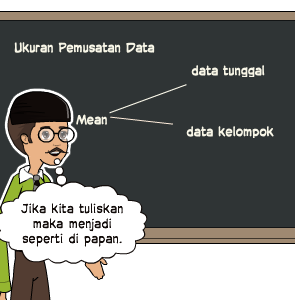 Ukuran Pemusatan Data
data tunggal
Mean
data kelompok
Jika kita tuliskan
maka menjadi
seperti di papan.